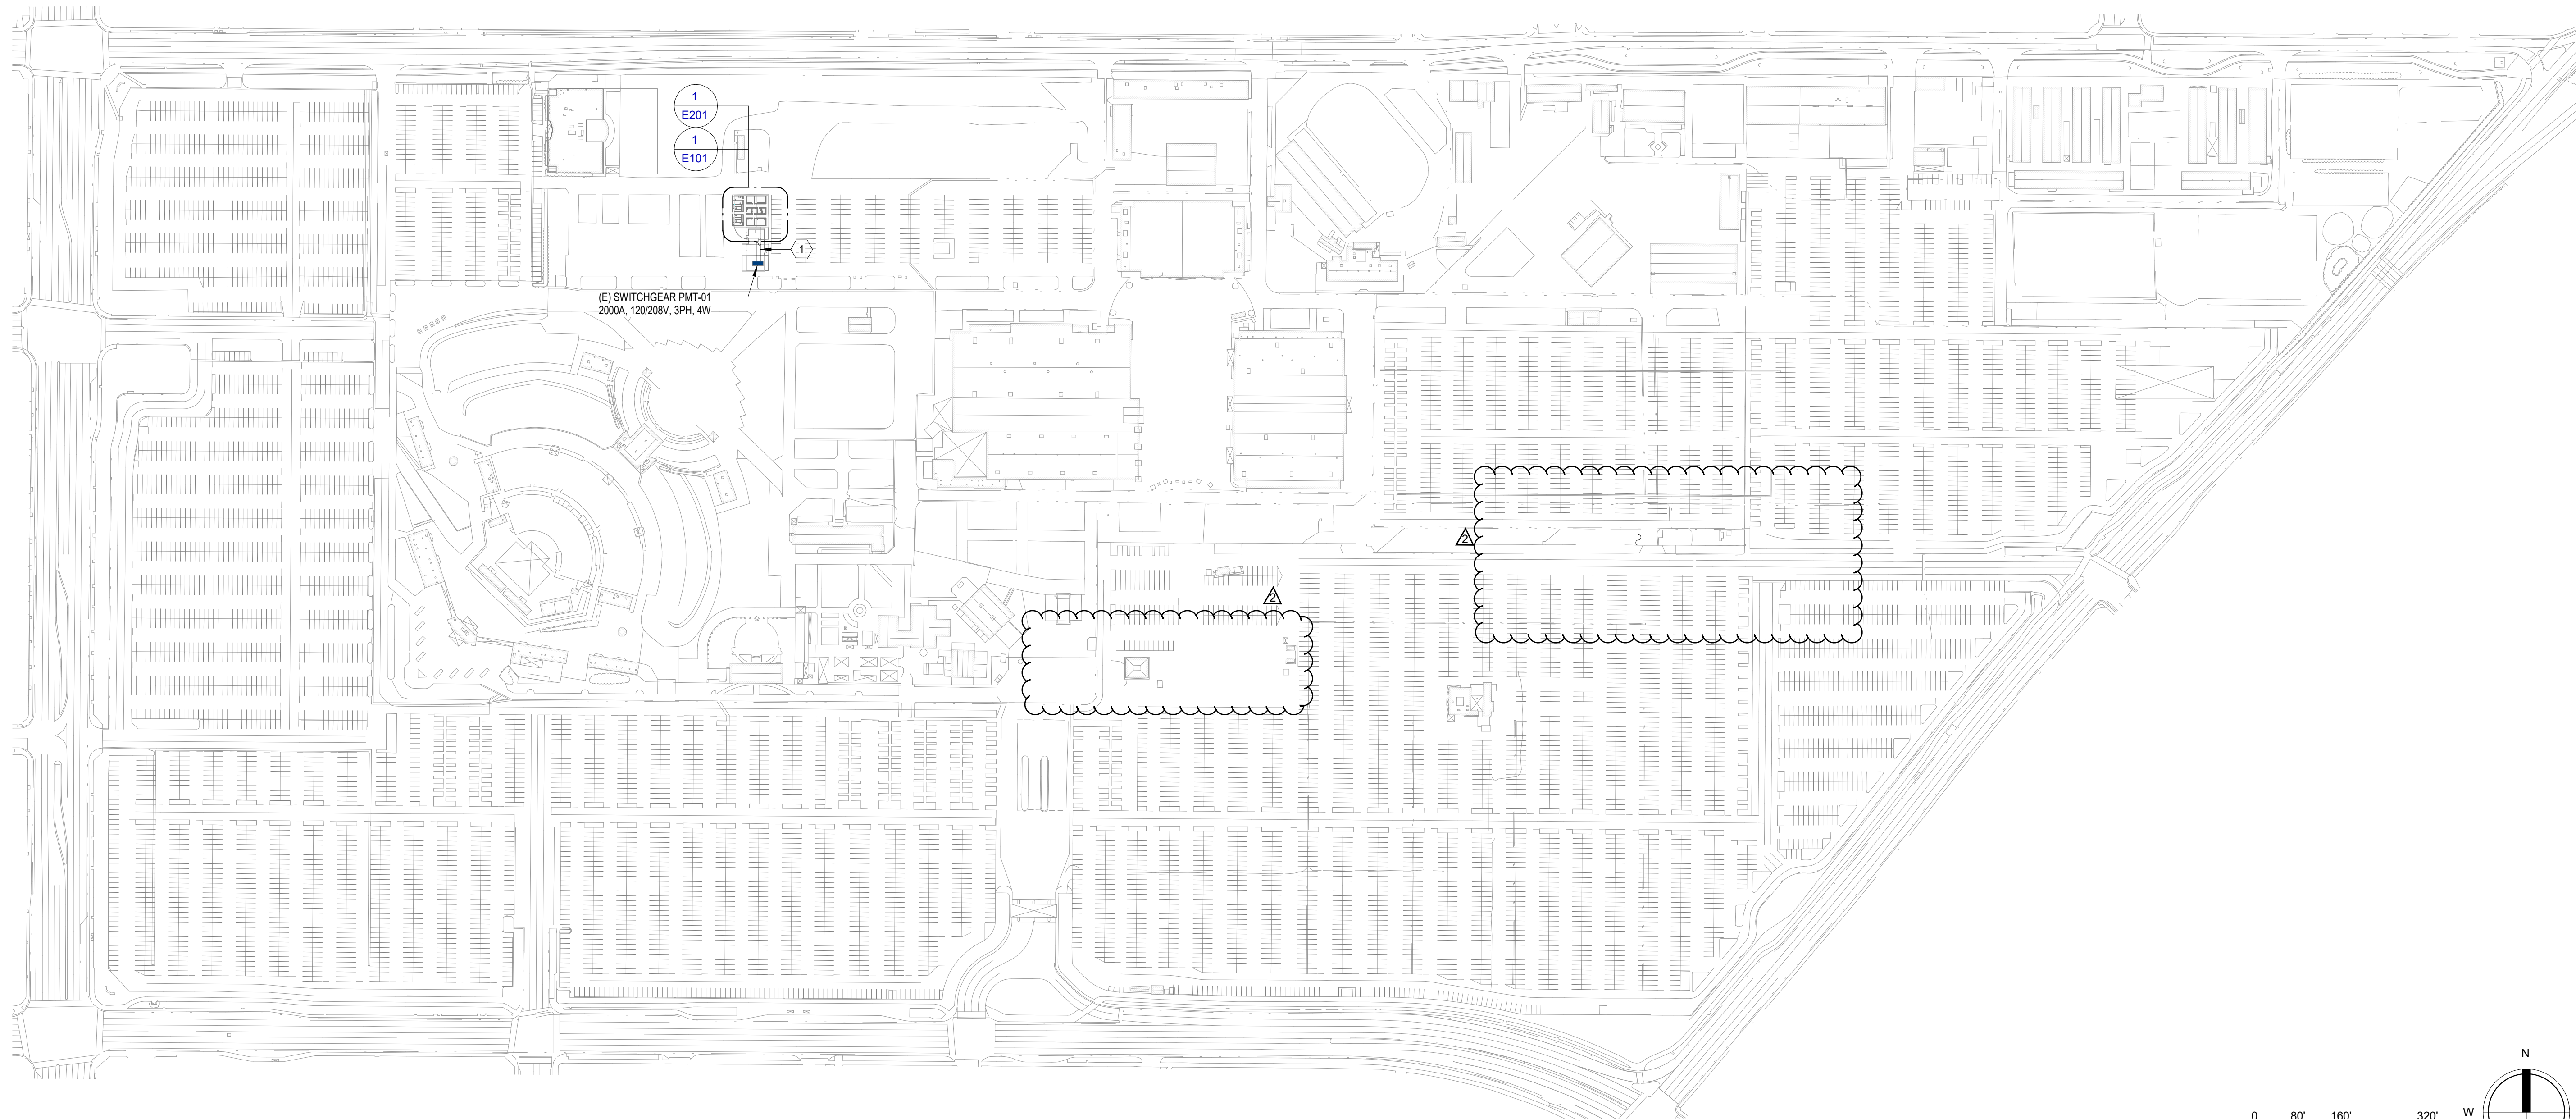 1
E201
1
E101
1
(E) SWITCHGEAR PMT-01
2000A, 120/208V, 3PH, 4W
2
2
N
W
0 80' 160' 320'